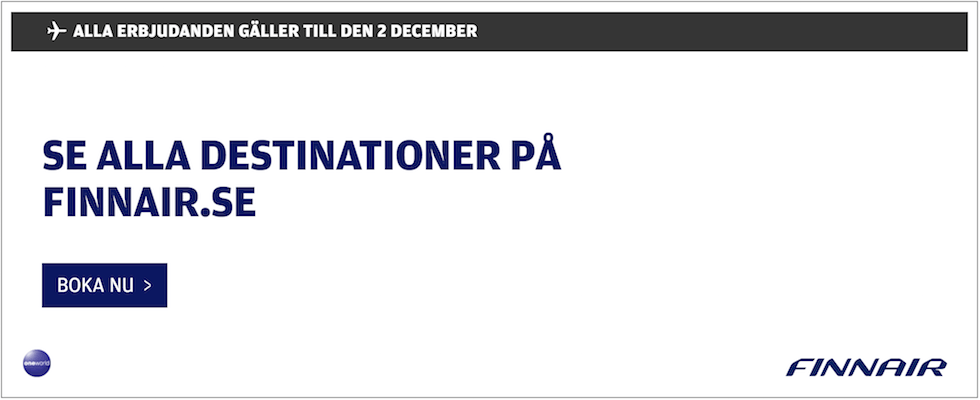 ALLA ERBJUDANDEN GÄLLER TILL DEN 2 DECEMBER
SE ALLA DESTINATIONER PÅ
FINNAIR.SE
BOKA NU >
oneworld
FINNAIR